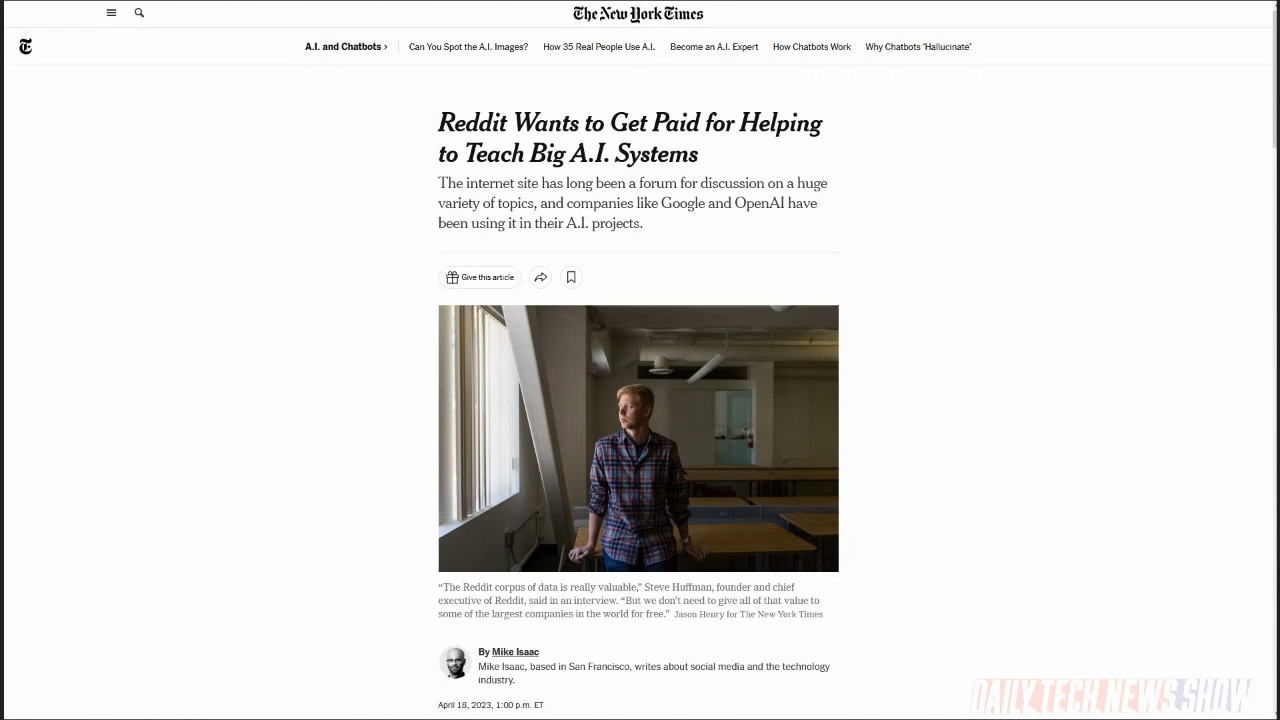 The New York Times
A.I. and Chatbots ›
Can You Spot the A.I. Images?
How 35 Real People Use A.I.
Become an A.I. Expert
How Chatbots Work
Why Chatbots ‘Hallucinate’
Reddit Wants to Get Paid for Helping
to Teach Big A.I. Systems
The internet site has long been a forum for discussion on a huge
variety of topics, and companies like Google and OpenAI have
been using it in their A.I. projects.
Give this article
“The Reddit corpus of data is really valuable,” Steve Huffman, founder and chief
executive of Reddit, said in an interview. “But we don’t need to give all of that value to
some of the largest companies in the world for free.” Jason Henry for The New York Times
By Mike Isaac
Mike Isaac, based in San Francisco, writes about social media and the technology
industry.
April 18, 2023, 1:00 p.m. ET
DAILY TECH NEWS SHOW